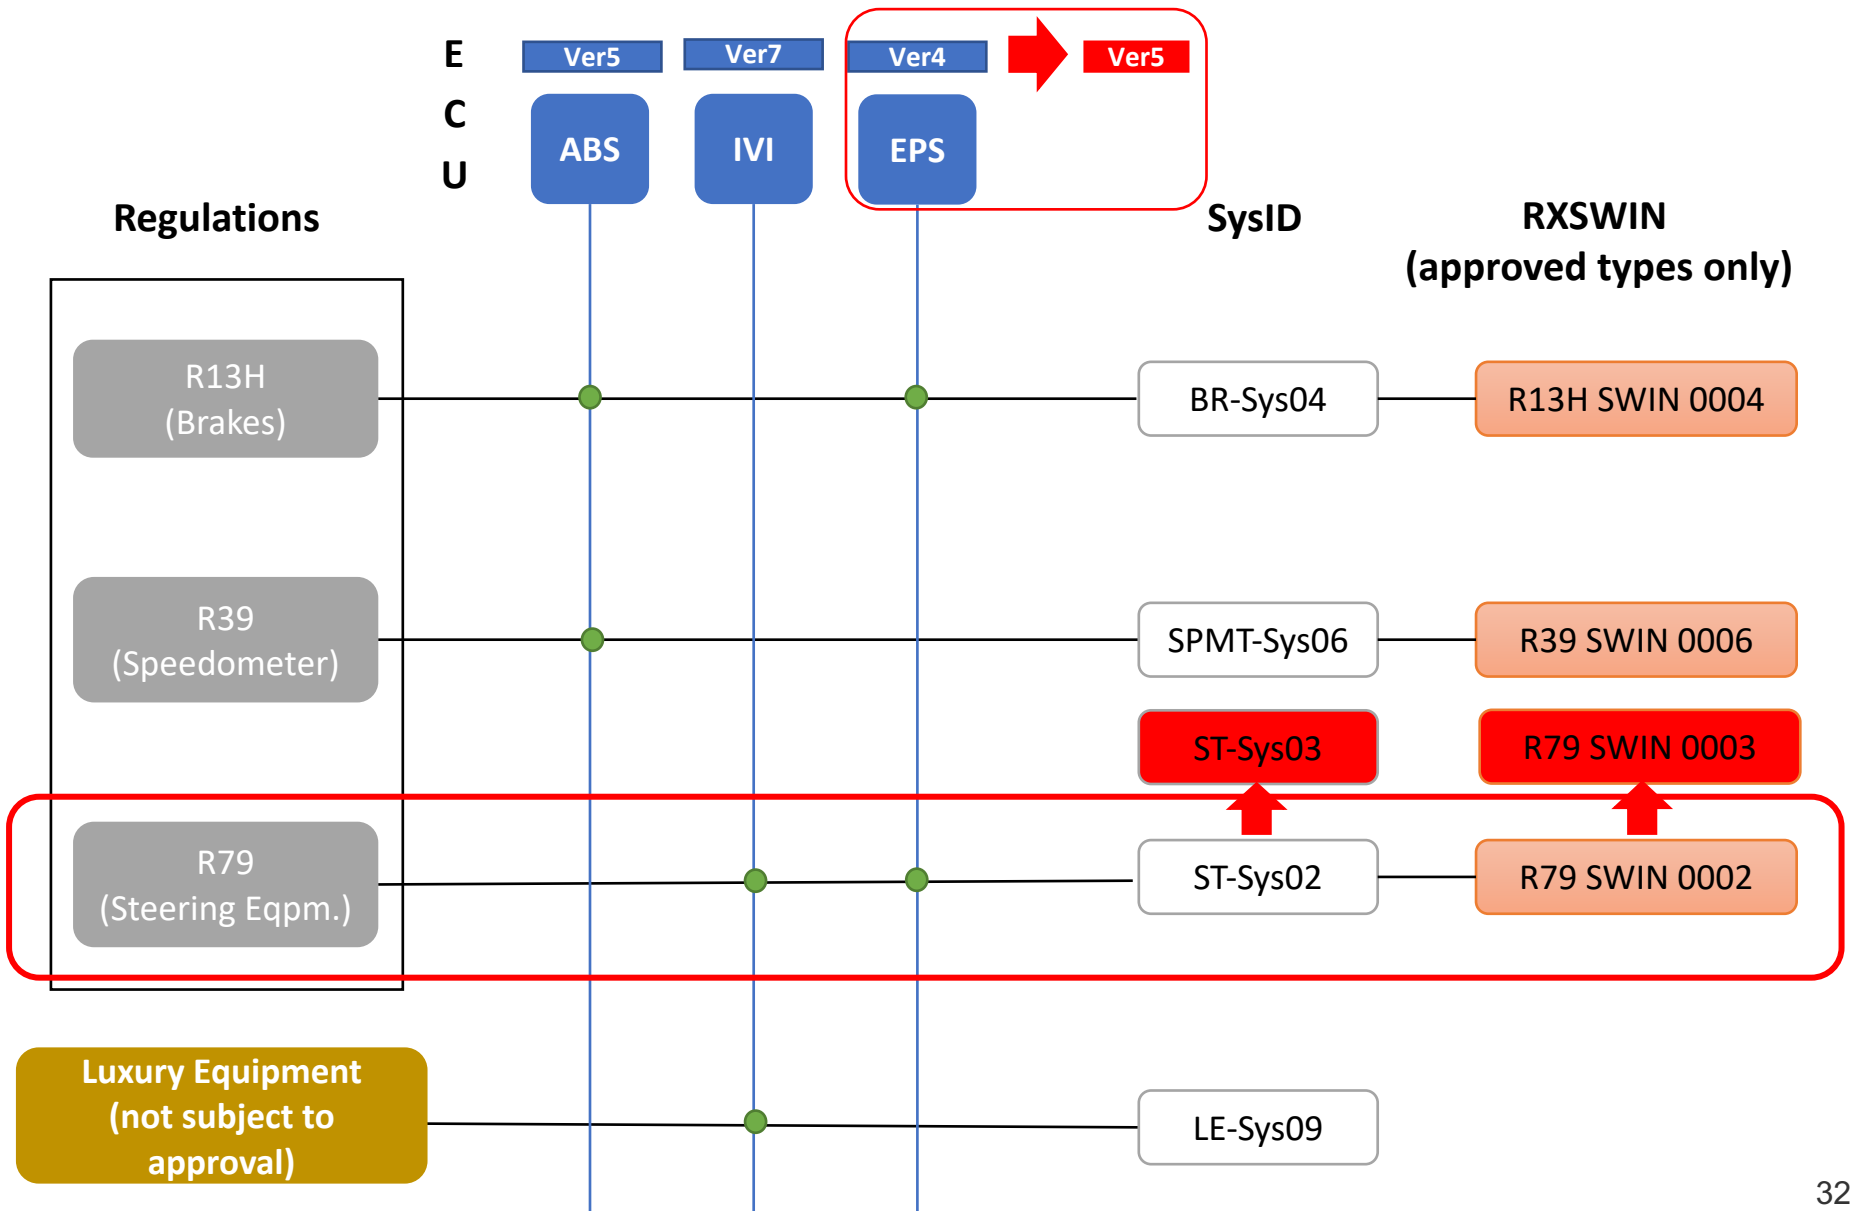 E
C
U
Ver5
Ver7
Ver4
Ver5
ABS
IVI
EPS
Regulations
SysID
RXSWIN
(approved types only)
R13H
(Brakes)
BR-Sys04
R13H SWIN 0004
R39
(Speedometer)
SPMT-Sys06
R39 SWIN 0006
ST-Sys03
R79 SWIN 0003
R79
(Steering Eqpm.)
ST-Sys02
R79 SWIN 0002
Luxury Equipment
(not subject to
approval)
LE-Sys09
32